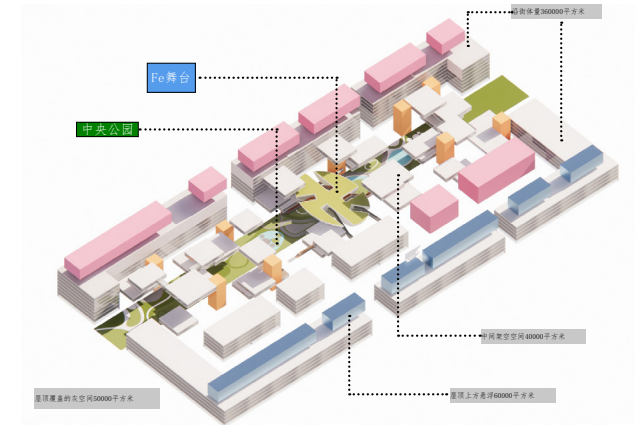 沿街体量360000平方米
Fe舞台
中央公园
中间架空空间40000平方米
屋顶上方悬浮60000平方米
屋顶覆盖的灰空间50000平方米